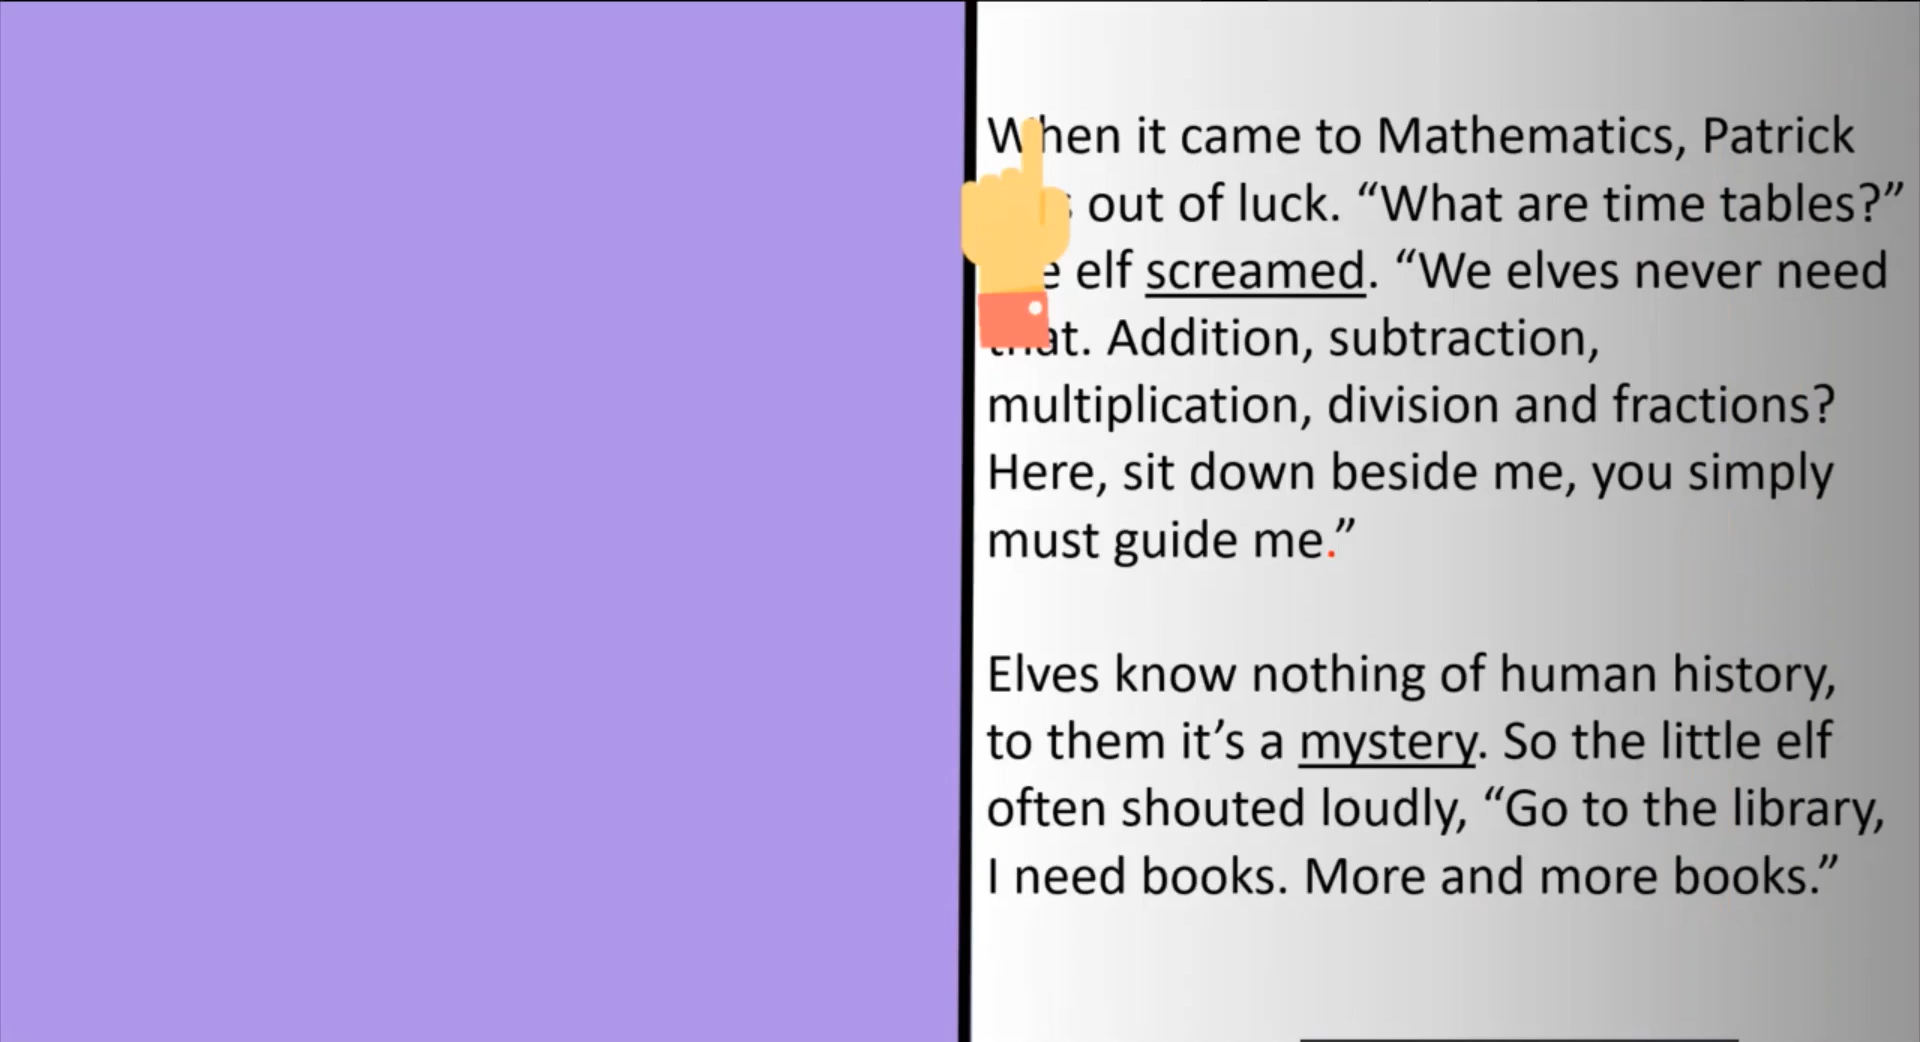 When it came to Mathematics, Patrick
out of luck. “What are time tables?”
elf screamed. “We elves never need
that. Addition, subtraction,
multiplication, division and fractions?
Here, sit down beside me, you simply
must guide me.”
Elves know nothing of human history,
to them it’s a mystery. So the little elf
often shouted loudly, “Go to the library,
I need books. More and more books.”